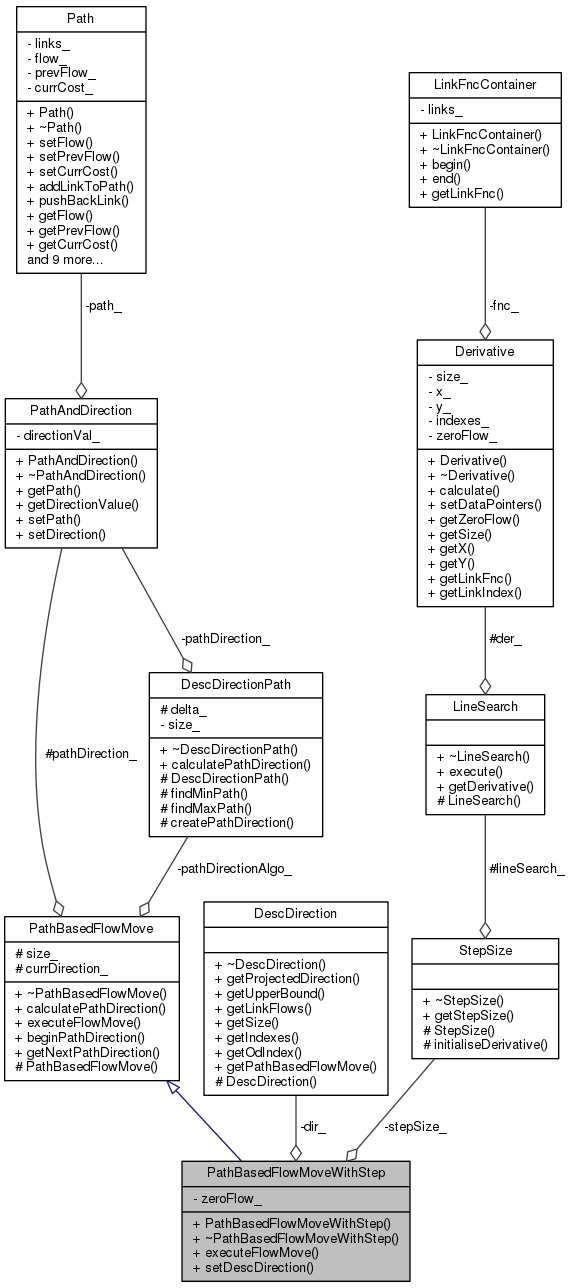 Path
- links_
- flow_
- prevFlow_
- currCost_
+ Path()
+ ~Path()
+ setFlow()
+ setPrevFlow()
+ setCurrCost()
+ addLinkToPath()
+ pushBackLink()
+ getFlow()
+ getPrevFlow()
+ getCurrCost()
and 9 more...
LinkFncContainer
- links_
+ LinkFncContainer()
+ ~LinkFncContainer()
+ begin()
+ end()
+ getLinkFnc()
-path_
-fnc_
PathAndDirection
- directionVal_
+ PathAndDirection()
+ ~PathAndDirection()
+ getPath()
+ getDirectionValue()
+ setPath()
+ setDirection()
Derivative
- size_
- x_
- y_
- indexes_
- zeroFlow_
+ Derivative()
+ ~Derivative()
+ calculate()
+ setDataPointers()
+ getZeroFlow()
+ getSize()
+ getX()
+ getY()
+ getLinkFnc()
+ getLinkIndex()
-pathDirection_
#der_
DescDirectionPath
# delta_
- size_
+ ~DescDirectionPath()
+ calculatePathDirection()
# DescDirectionPath()
# findMinPath()
# findMaxPath()
# createPathDirection()
#pathDirection_
LineSearch
+ ~LineSearch()
+ execute()
+ getDerivative()
# LineSearch()
-pathDirectionAlgo_
#lineSearch_
PathBasedFlowMove
# size_
# currDirection_
+ ~PathBasedFlowMove()
+ calculatePathDirection()
+ executeFlowMove()
+ beginPathDirection()
+ getNextPathDirection()
# PathBasedFlowMove()
DescDirection
+ ~DescDirection()
+ getProjectedDirection()
+ getUpperBound()
+ getLinkFlows()
+ getSize()
+ getIndexes()
+ getOdIndex()
+ getPathBasedFlowMove()
# DescDirection()
StepSize
+ ~StepSize()
+ getStepSize()
# StepSize()
# initialiseDerivative()
-dir_
-stepSize_
PathBasedFlowMoveWithStep
- zeroFlow_
+ PathBasedFlowMoveWithStep()
+ ~PathBasedFlowMoveWithStep()
+ executeFlowMove()
+ setDescDirection()